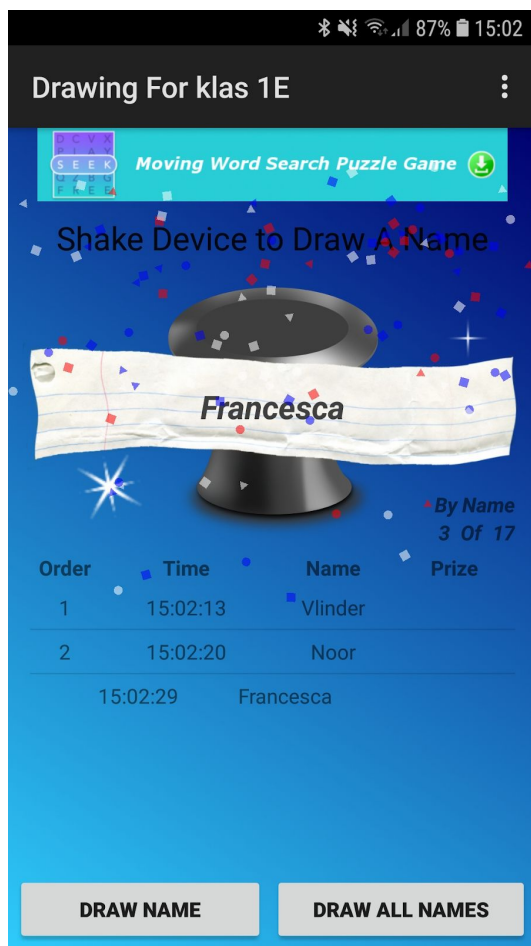 87% 15:02
Drawing For klas 1E
D C V X
P L A Y
S E E K
Q Z B G
F R E E
Moving Word Search Puzzle Game
Shake Device to Draw A Name
Francesca
By Name
3 Of 17
Order Time Name Prize
1 15:02:13 Vlinder
2 15:02:20 Noor
15:02:29 Francesca
DRAW NAME DRAW ALL NAMES